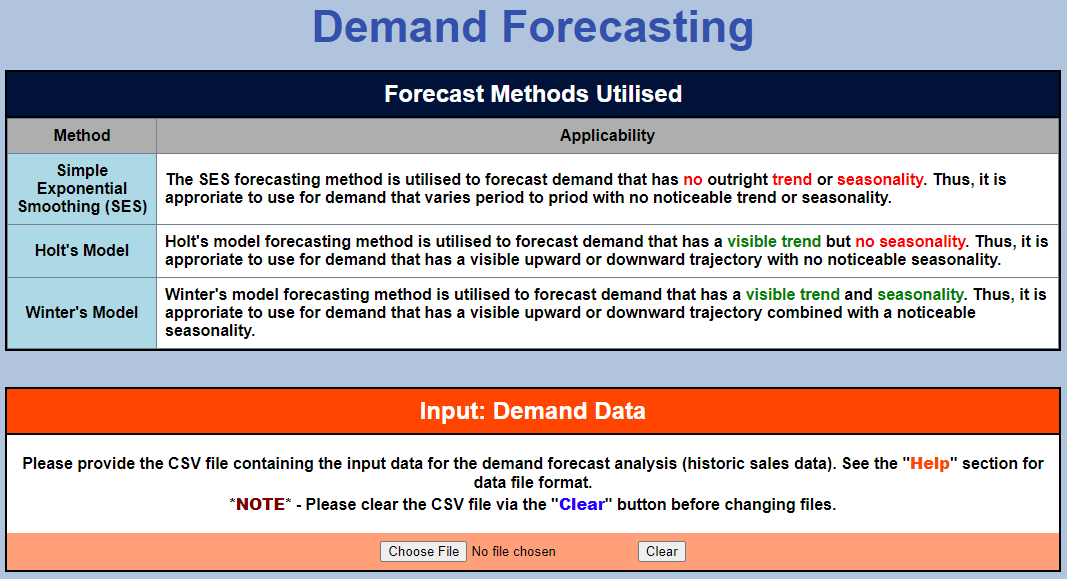 Demand Forecasting
Forecast Methods Utilised
Method
Applicability
Simple
Exponential
Smoothing (SES)
The SES forecasting method is utilised to forecast demand that has no outright trend or seasonality. Thus, it is
approriate to use for demand that varies period to priod with no noticeable trend or seasonality.
Holt's Model
Holt's model forecasting method is utilised to forecast demand that has a visible trend but no seasonality. Thus, it is
approriate to use for demand that has a visible upward or downward trajectory with no noticeable seasonality.
Winter's Model
Winter's model forecasting method is utilised to forecast demand that has a visible trend and seasonality. Thus, it is
approriate to use for demand that has a visible upward or downward trajectory combined with a noticeable
seasonality.
Input: Demand Data
Please provide the CSV file containing the input data for the demand forecast analysis (historic sales data). See the "Help" section for
data file format.
*NOTE* - Please clear the CSV file via the "Clear" button before changing files.
Choose File No file chosen Clear